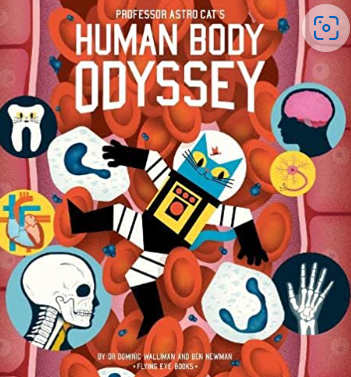 PROFESSOR ASTRO CAT'S
HUMAN BODY
ODYSSEY
BY DR DOMINIC WALLIMAN AND BEN NEWMAN
• FLYING EYE BOOKS •